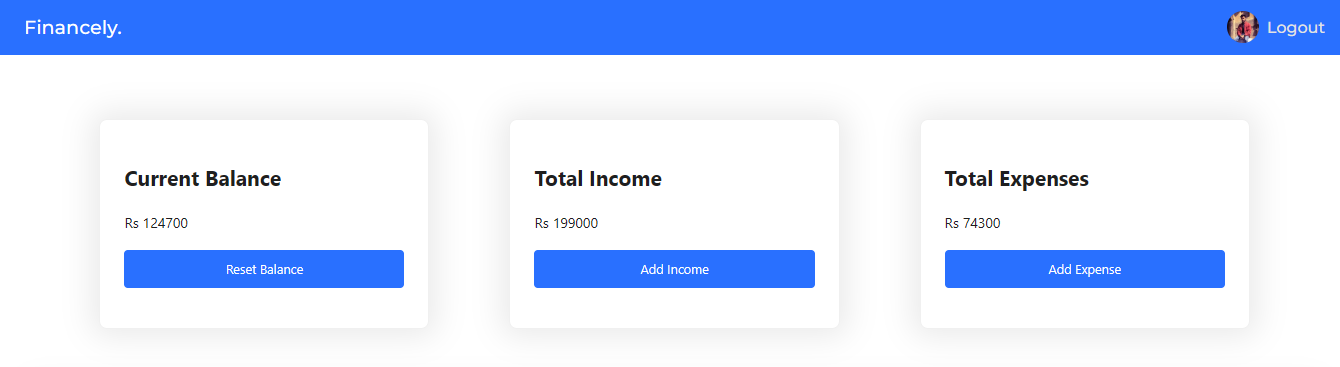 Financely.
Logout
Current Balance
Rs 124700
Reset Balance
Total Income
Rs 199000
Add Income
Total Expenses
Rs 74300
Add Expense